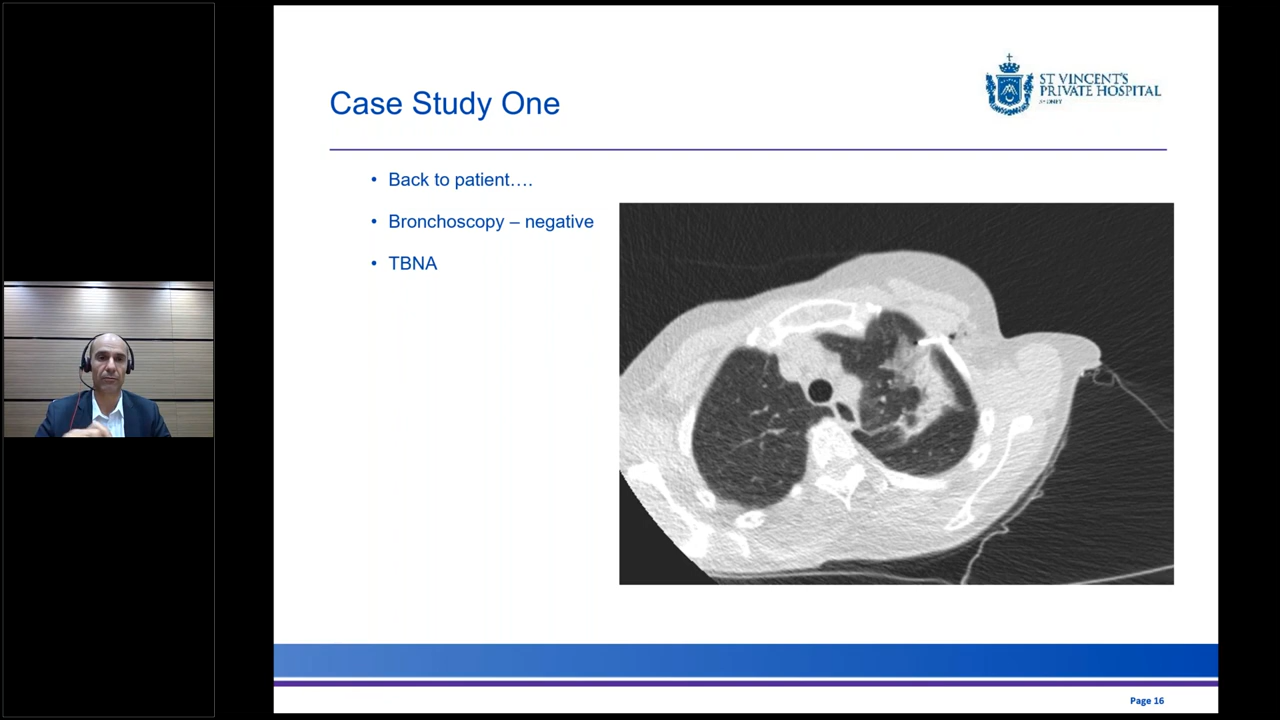 Case Study One
ST VINCENT'S
PRIVATE HOSPITAL
SYDNEY
• Back to patient….
• Bronchoscopy – negative
• TBNA
Page 16